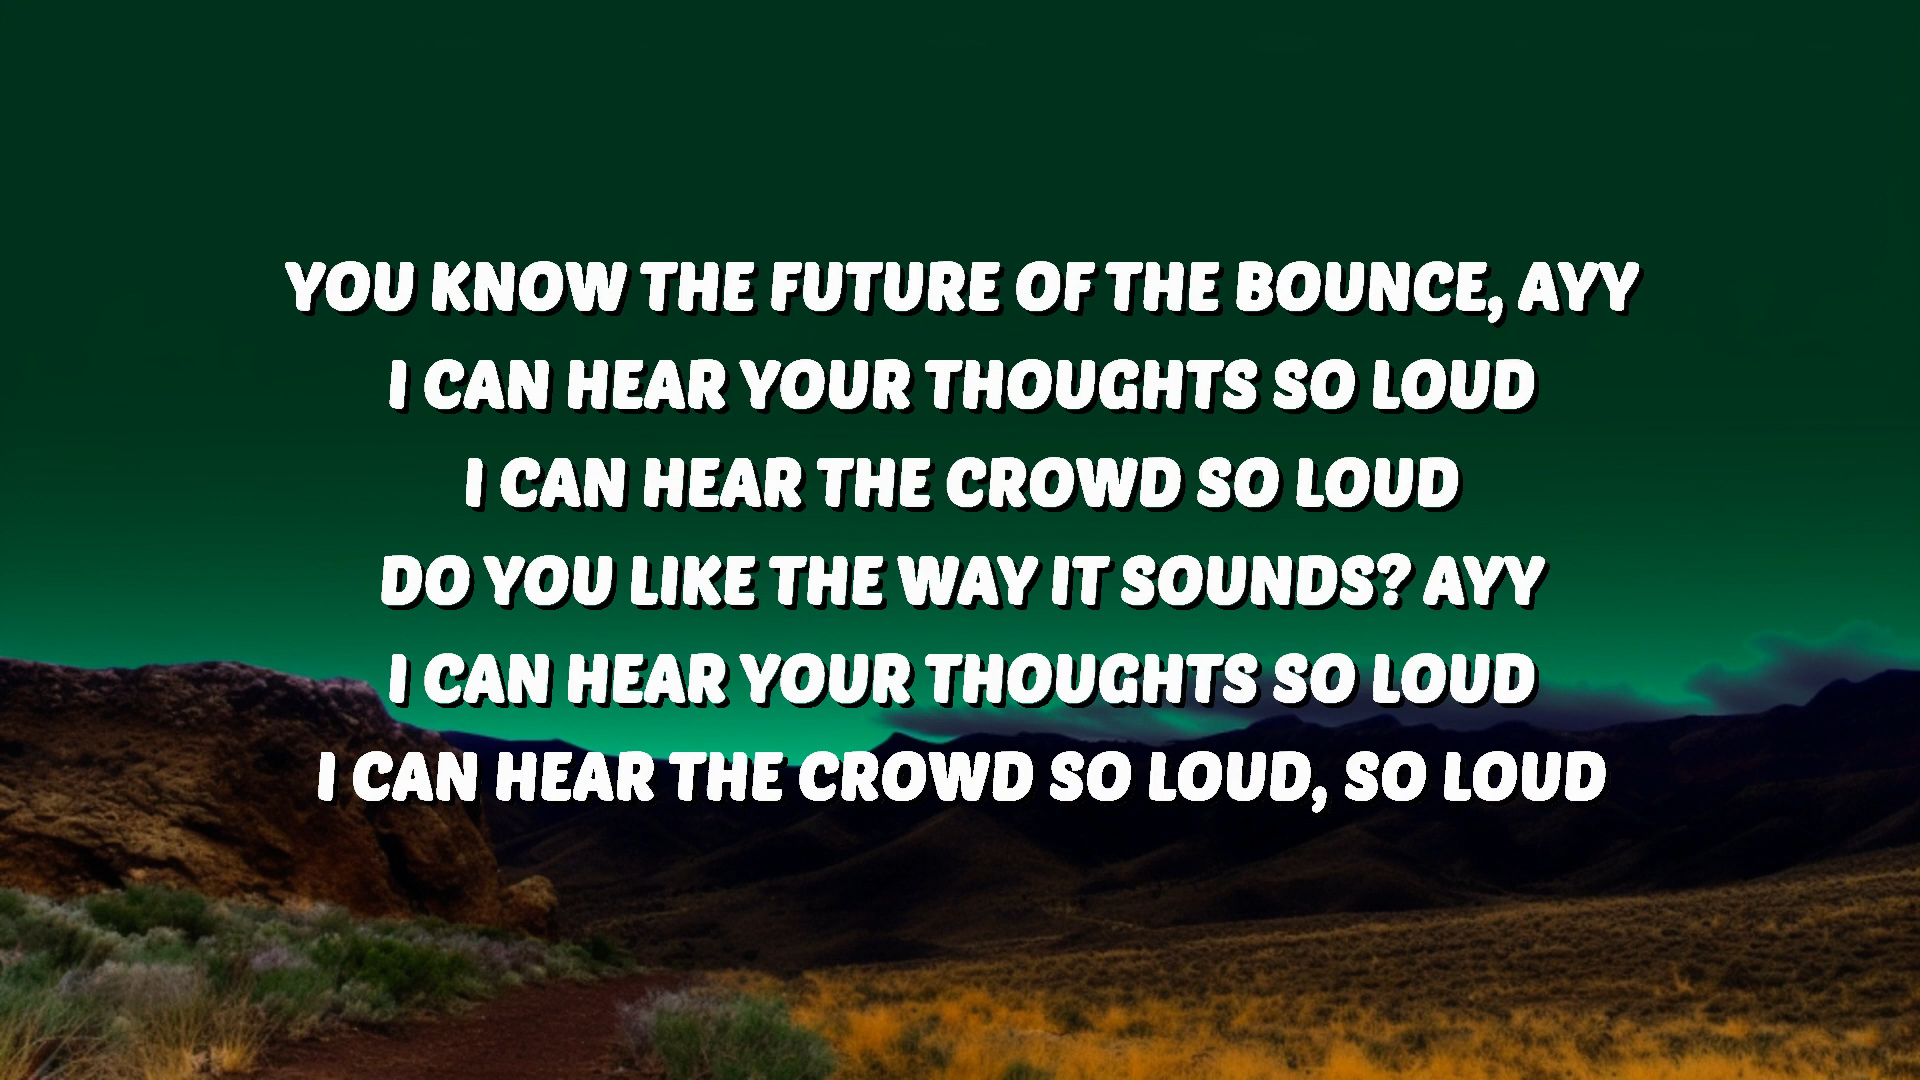 YOU KNOW THE FUTURE OF THE BOUNCE, AYY
I CAN HEAR YOUR THOUGHTS SO LOUD
I CAN HEAR THE CROWD SO LOUD
DO YOU LIKE THE WAY IT SOUNDS? AYY
I CAN HEAR YOUR THOUGHTS SO LOUD
I CAN HEAR THE CROWD SO LOUD, SO LOUD